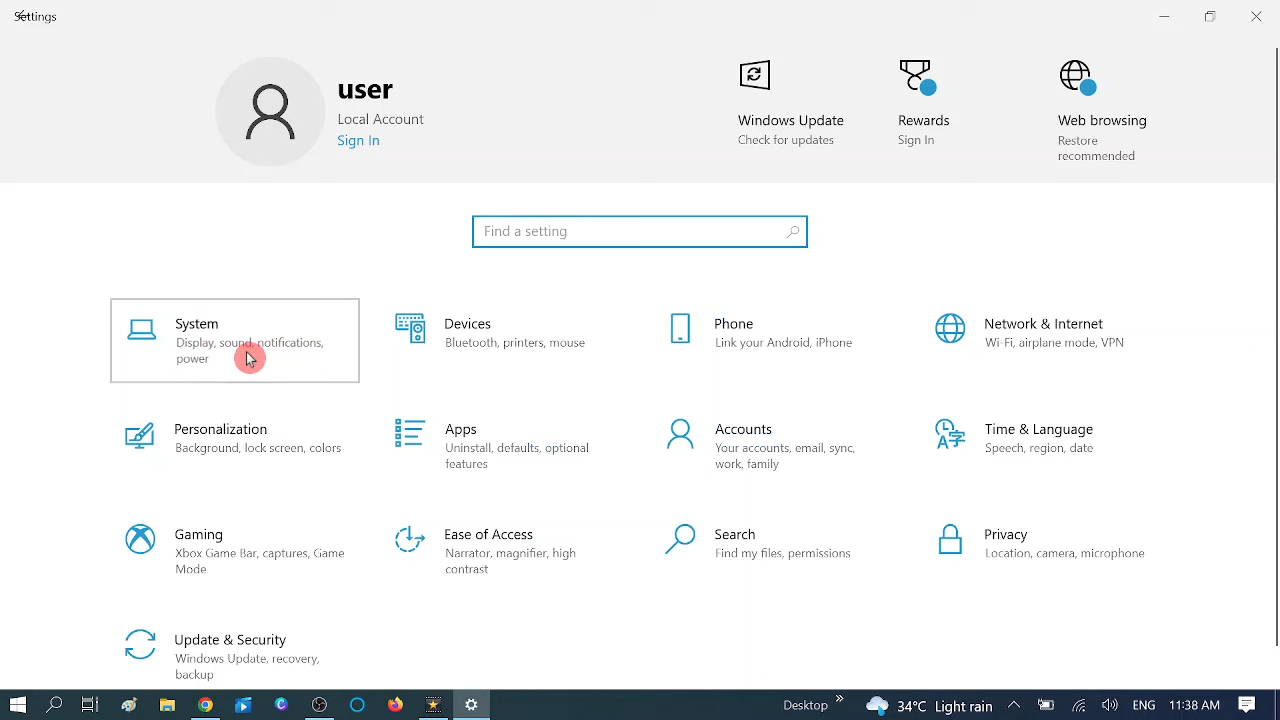 Settings
user
Local Account
Sign In
Windows Update
Check for updates
Rewards
Sign In
Web browsing
Restore
recommended
Find a setting
System
Display, sound, notifications,
power
Devices
Bluetooth, printers, mouse
Phone
Link your Android, iPhone
Network & Internet
Wi-Fi, airplane mode, VPN
Personalization
Background, lock screen, colors
Apps
Uninstall, defaults, optional
features
Accounts
Your accounts, email, sync,
work, family
Time & Language
Speech, region, date
Gaming
Xbox Game Bar, captures, Game
Mode
Ease of Access
Narrator, magnifier, high
contrast
Search
Find my files, permissions
Privacy
Location, camera, microphone
Update & Security
Windows Update, recovery,
backup
Desktop » 34°C Light rain ENG 11:38 AM